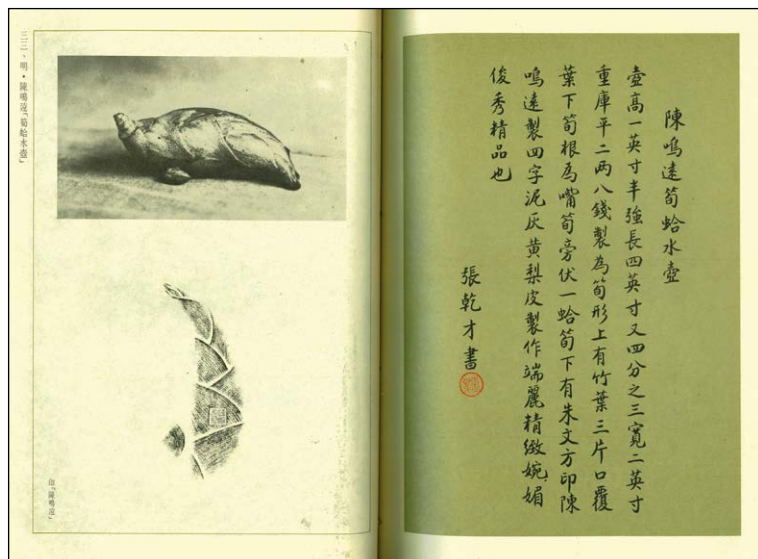 陳鳴遠筍蛤水壺
壺高一英寸半強長四英寸又四分之三寬二英寸
重庫平二兩八錢製為筍形上有竹葉三片口覆
葉下筍根為嘴筍旁伏一蛤筍下有朱文方印陳
鳴遠製四字泥灰黃梨皮製作端麗精緻婉媚
俊秀精品也
張乾才書
三三、明・陳鳴遠「筍蛤水壺」
印「陳鳴遠」